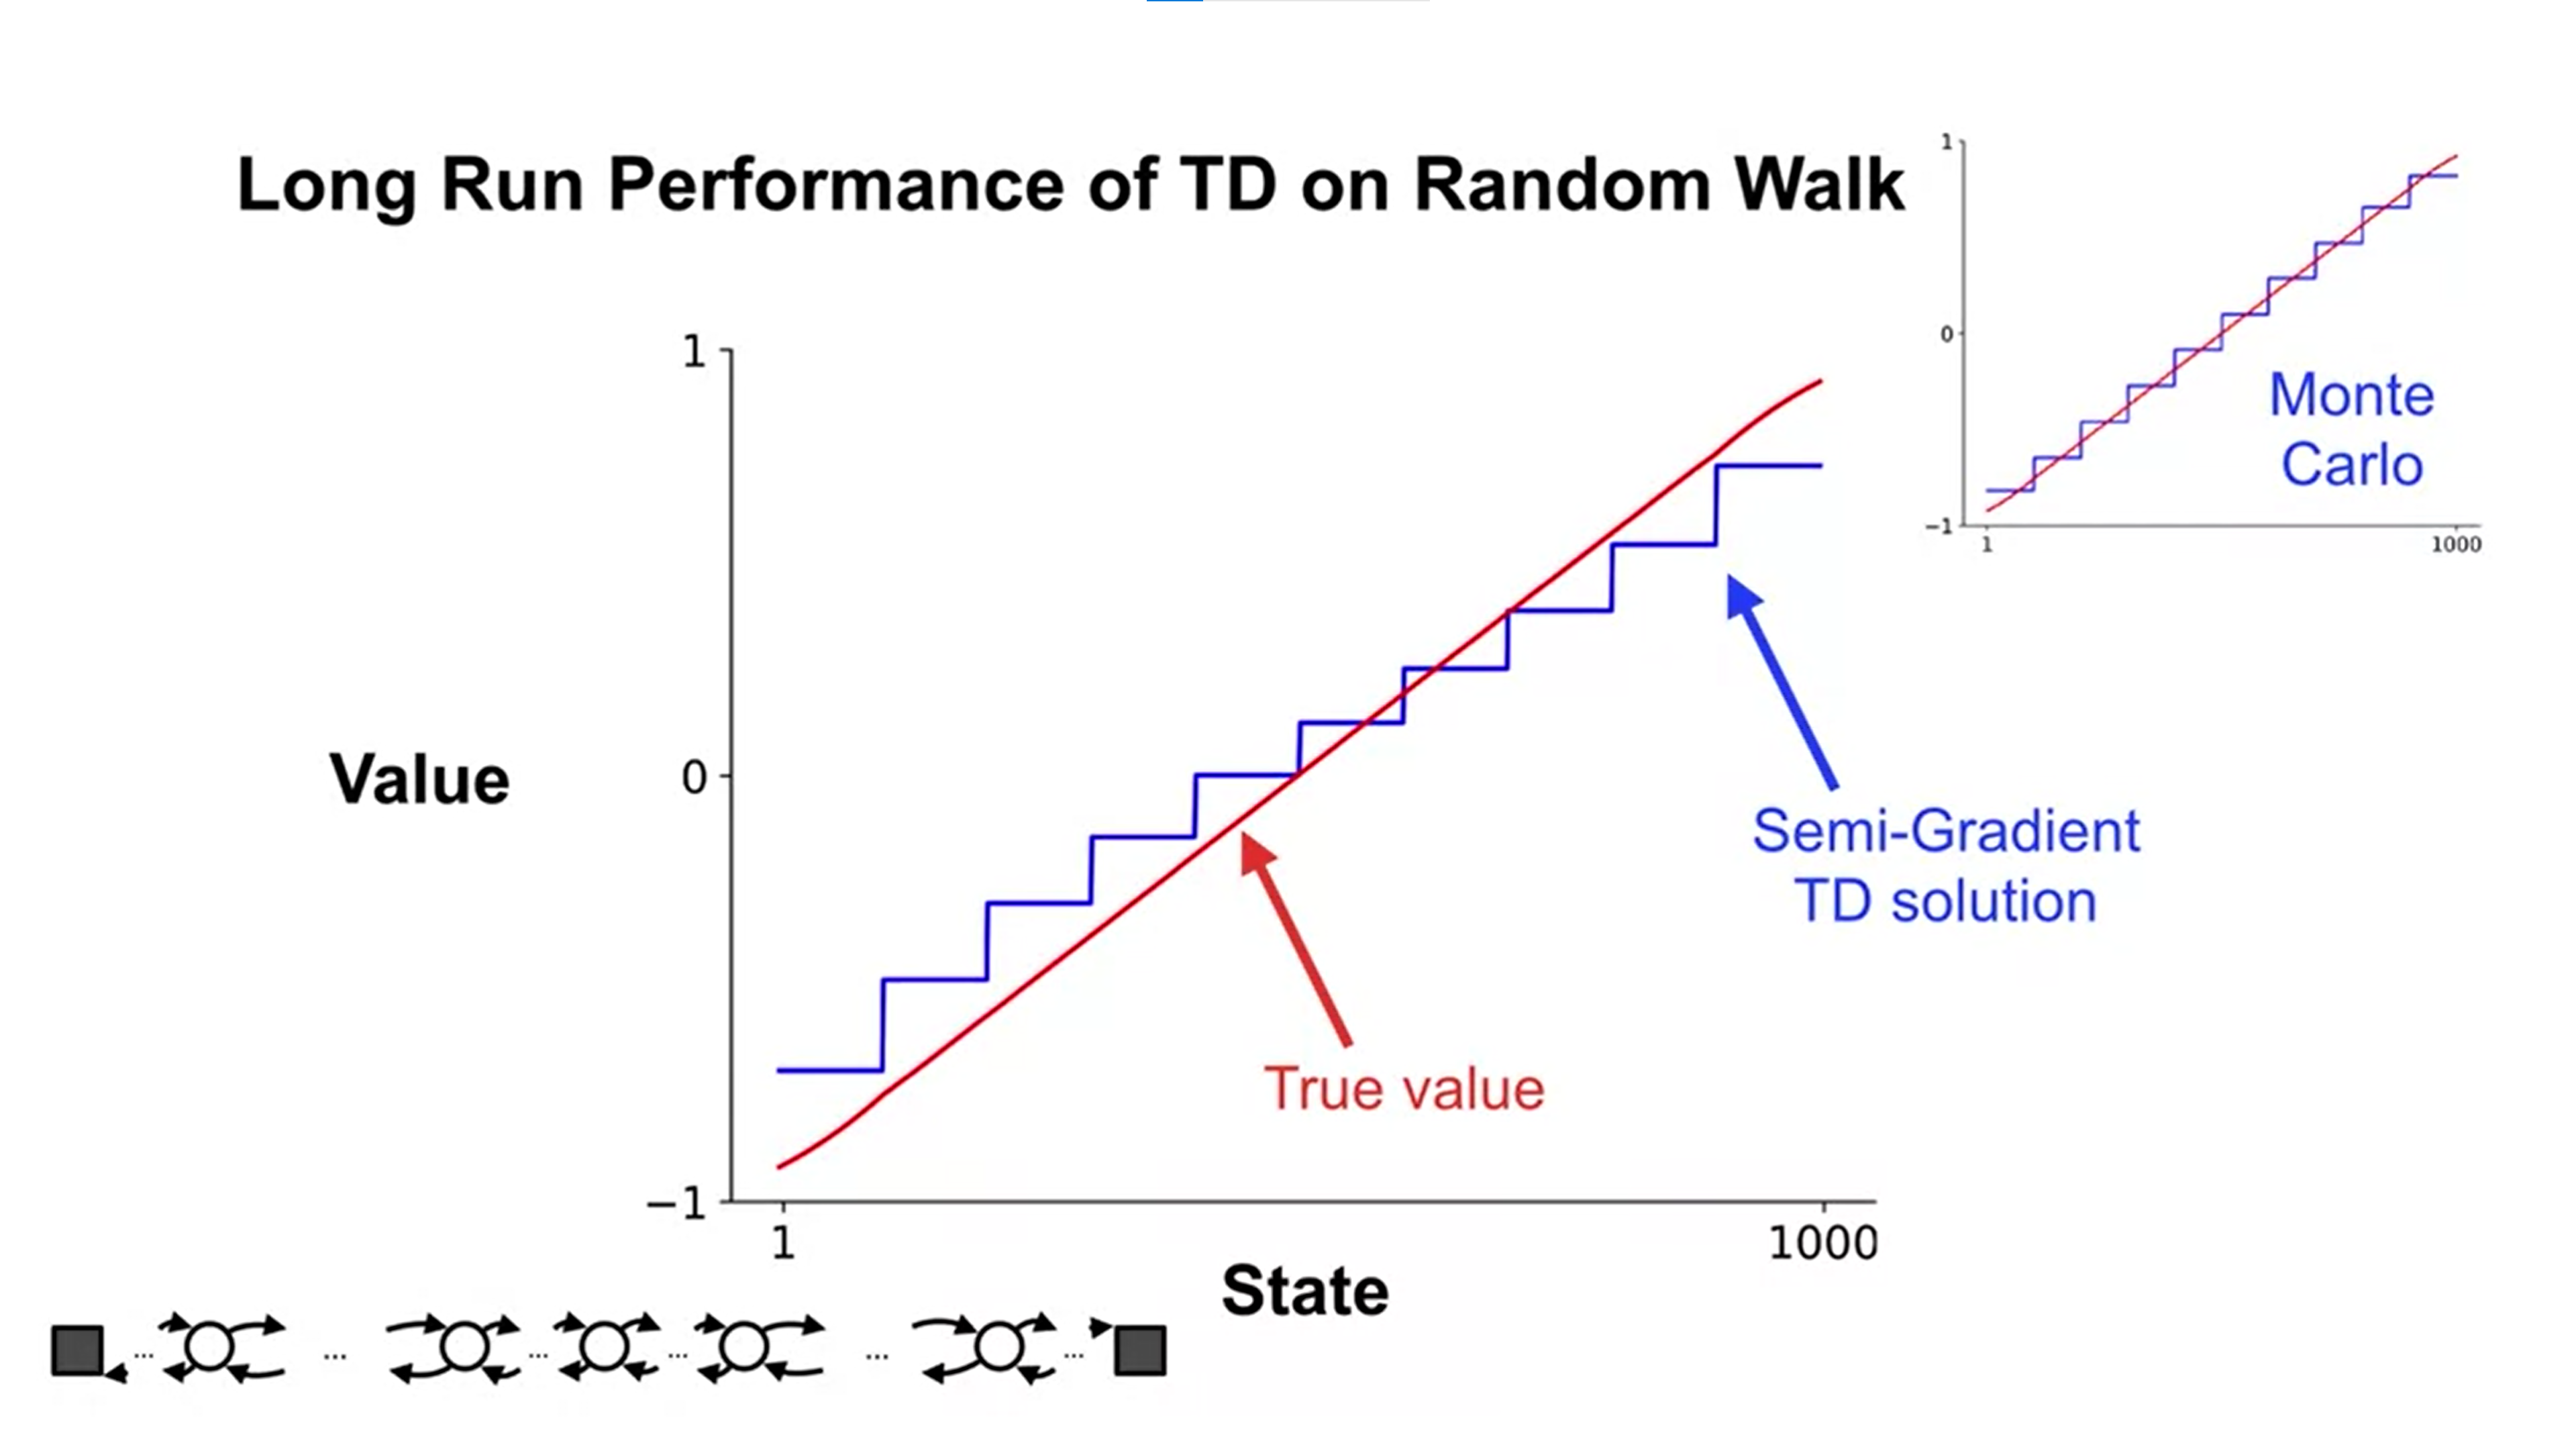 Long Run Performance of TD on Random Walk
1
0
−1
1
1000
Monte
Carlo
1
0
−1
Value
1
1000
State
Semi-Gradient
TD solution
True value
... ... ... ... ... ...